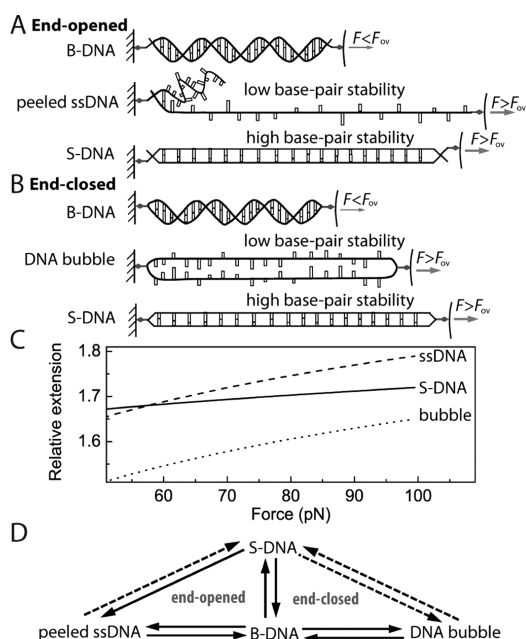 A End-opened
B-DNA
F<Fov
peeled ssDNA
low base-pair stability
F>Fov
high base-pair stability
S-DNA
F>Fov
B End-closed
B-DNA
F<Fov
low base-pair stability
DNA bubble
F>Fov
high base-pair stability
S-DNA
F>Fov
C
1.8
1.7
1.6
Relative extension
ssDNA
S-DNA
bubble
60 70 80 90 100
Force (pN)
D
S-DNA
end-opened end-closed
peeled ssDNA B-DNA DNA bubble